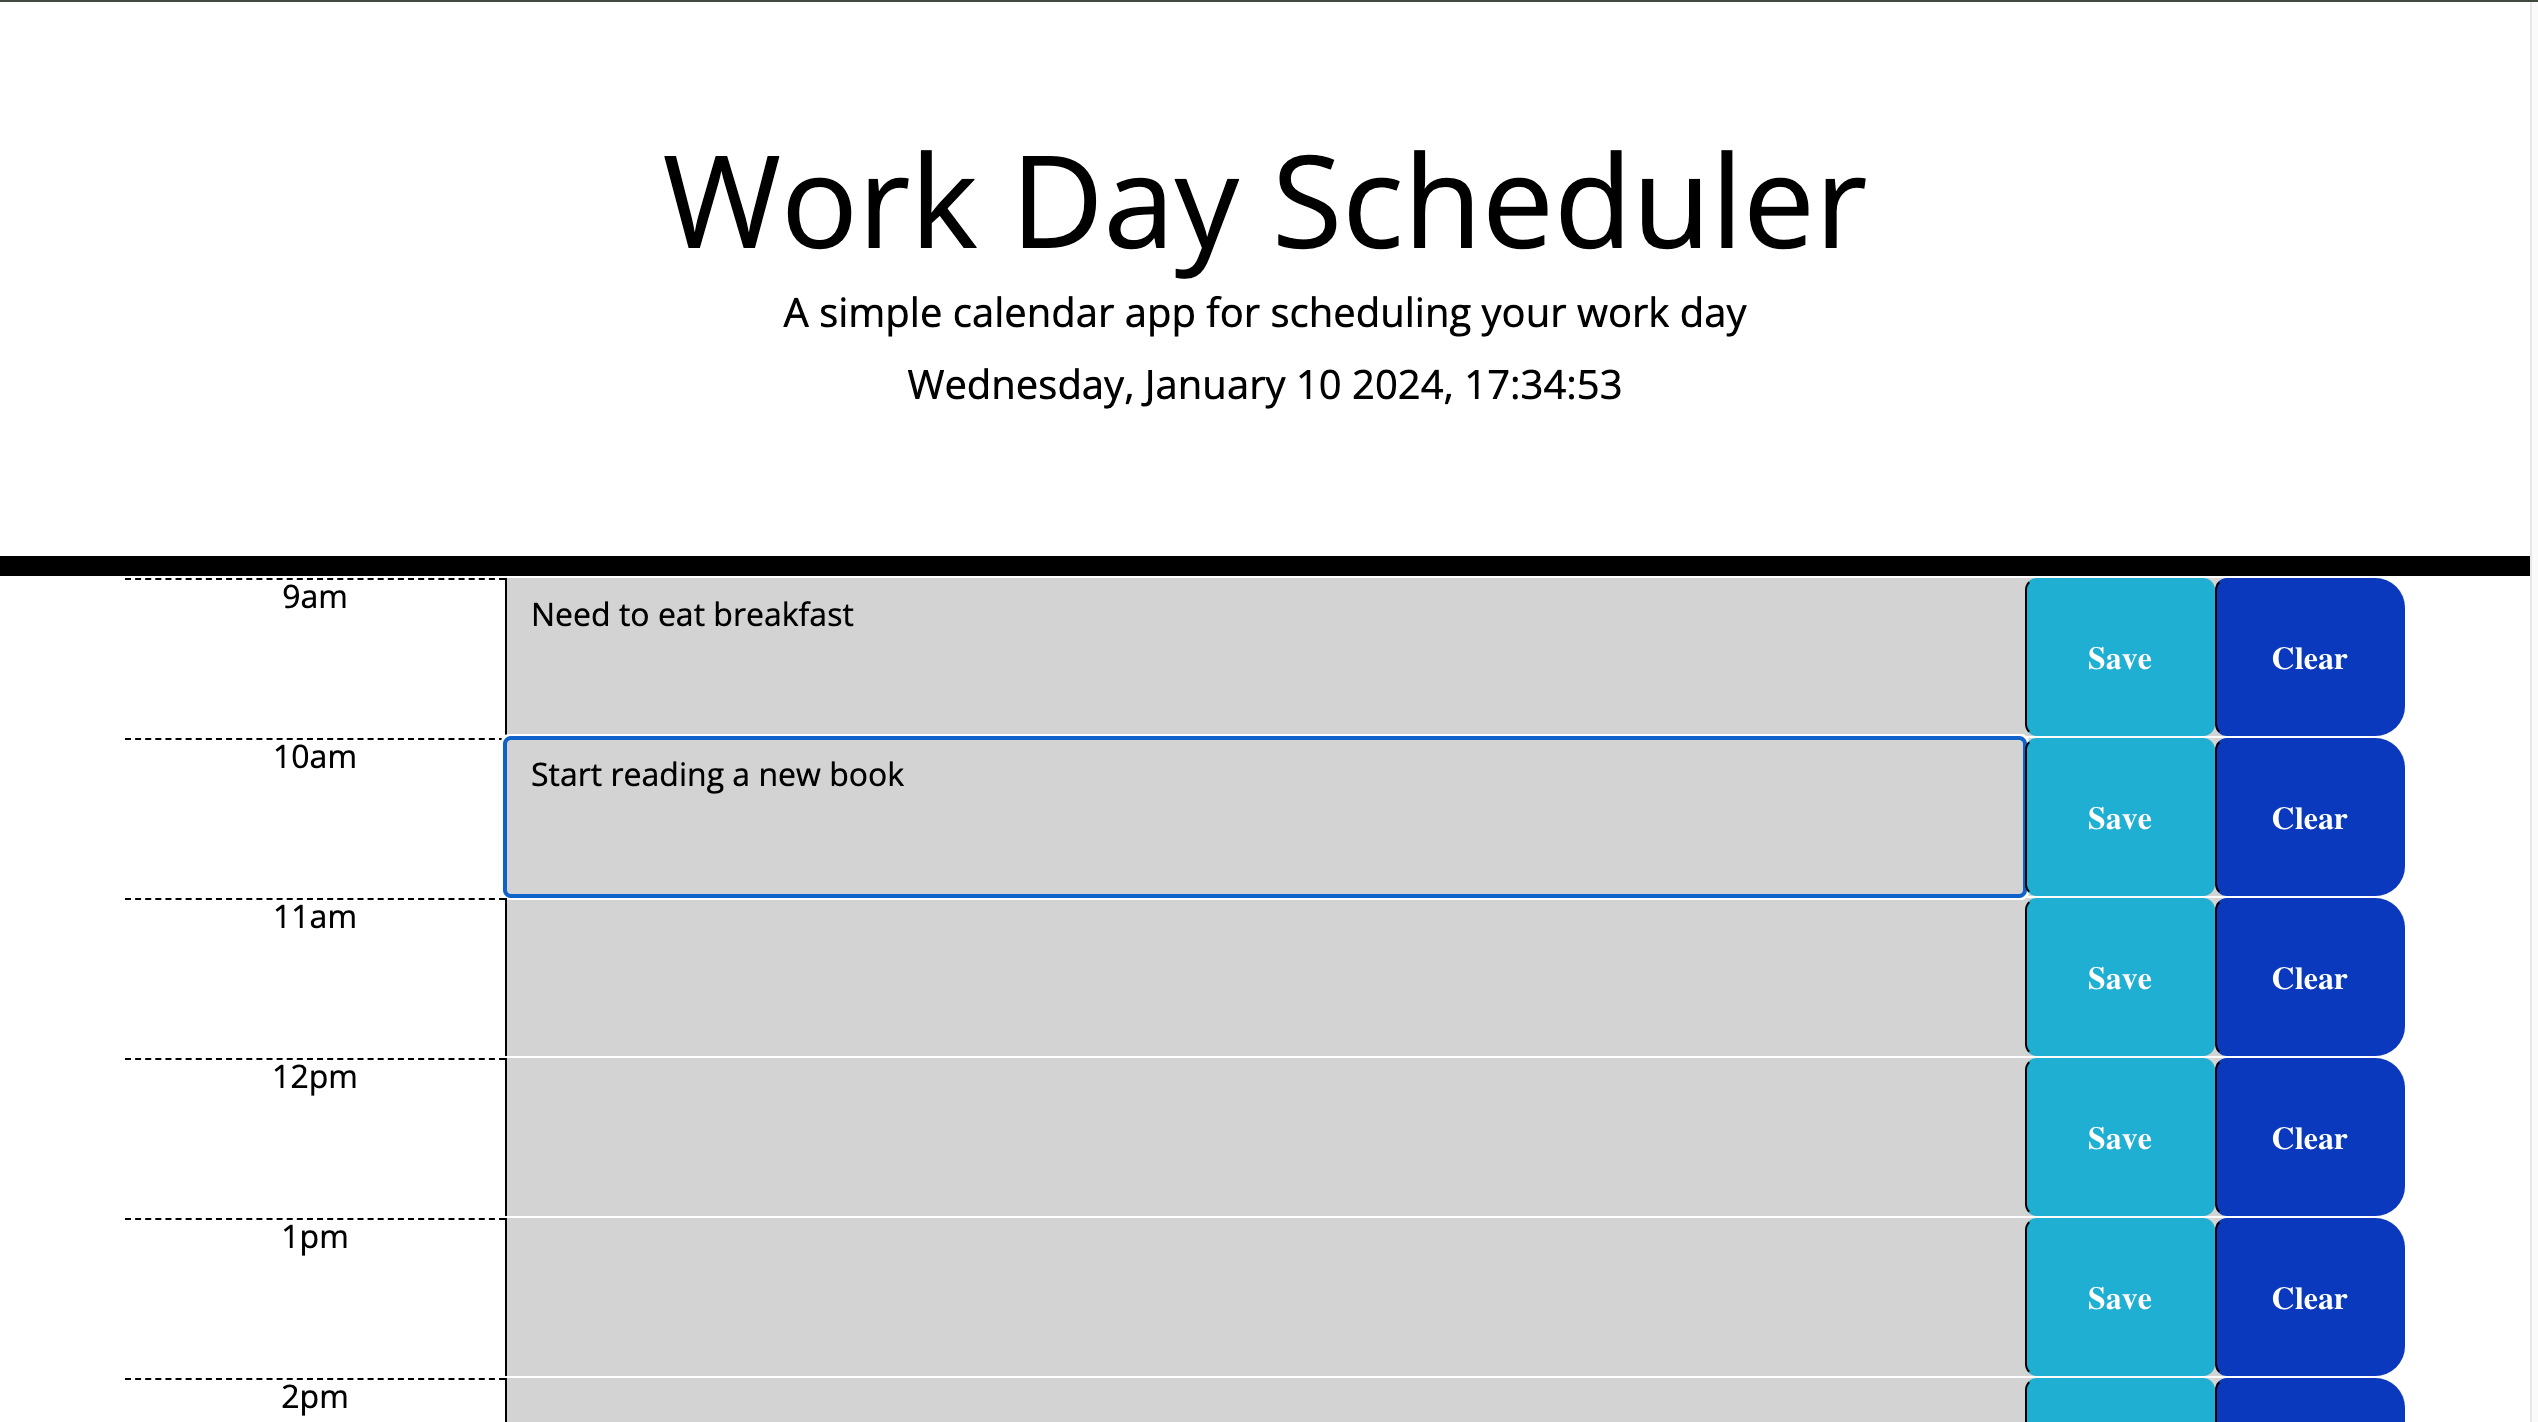 Work Day Scheduler
A simple calendar app for scheduling your work day
Wednesday, January 10 2024, 17:34:53
9am Need to eat breakfast Save Clear
10am Start reading a new book Save Clear
11am Save Clear
12pm Save Clear
1pm Save Clear
2pm